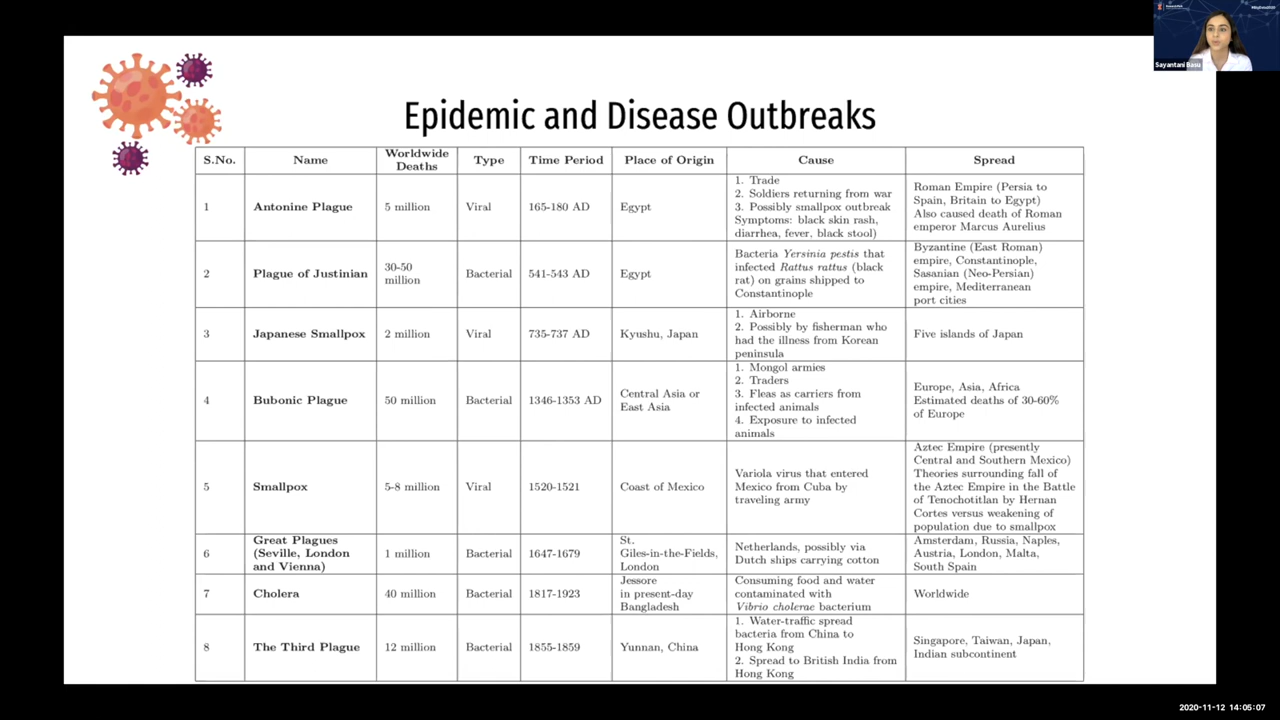 Sayantani Basu
Epidemic and Disease Outbreaks
S.No. Name Worldwide Deaths Type Time Period Place of Origin Cause Spread
1
Antonine Plague
5 million
Viral
165-180 AD
Egypt
1. Trade
2. Soldiers returning from war
3. Possibly smallpox outbreak
Symptoms: black skin rash,
diarrhea, fever, black stool)
Roman Empire (Persia to
Spain, Britain to Egypt)
Also caused death of Roman
emperor Marcus Aurelius
2
Plague of Justinian
30-50
million
Bacterial
541-543 AD
Egypt
Bacteria Yersinia pestis that
infected Rattus rattus (black
rat) on grains shipped to
Constantinople
Byzantine (East Roman)
empire, Constantinople,
Sasanian (Neo-Persian)
empire, Mediterranean
port cities
3
Japanese Smallpox
2 million
Viral
735-737 AD
Kyushu, Japan
1. Airborne
2. Possibly by fisherman who
had the illness from Korean
peninsula
Five islands of Japan
4
Bubonic Plague
50 million
Bacterial
1346-1353 AD
Central Asia or
East Asia
1. Mongol armies
2. Traders
3. Fleas as carriers from
infected animals
4. Exposure to infected
animals
Europe, Asia, Africa
Estimated deaths of 30-60%
of Europe
5
Smallpox
5-8 million
Viral
1520-1521
Coast of Mexico
Variola virus that entered
Mexico from Cuba by
traveling army
Aztec Empire (presently
Central and Southern Mexico)
Theories surrounding fall of
the Aztec Empire in the Battle
of Tenochotitlan by Hernan
Cortes versus weakening of
population due to smallpox
6
Great Plagues
(Seville, London
and Vienna)
1 million
Bacterial
1647-1679
St.
Giles-in-the-Fields,
London
Netherlands, possibly via
Dutch ships carrying cotton
Amsterdam, Russia, Naples,
Austria, London, Malta,
South Spain
7
Cholera
40 million
Bacterial
1817-1923
Jessore
in present-day
Bangladesh
Consuming food and water
contaminated with
Vibrio cholerae bacterium
Worldwide
8
The Third Plague
12 million
Bacterial
1855-1859
Yunnan, China
1. Water-traffic spread
bacteria from China to
Hong Kong
2. Spread to British India from
Hong Kong
Singapore, Taiwan, Japan,
Indian subcontinent
2020-11-12 14:05:07